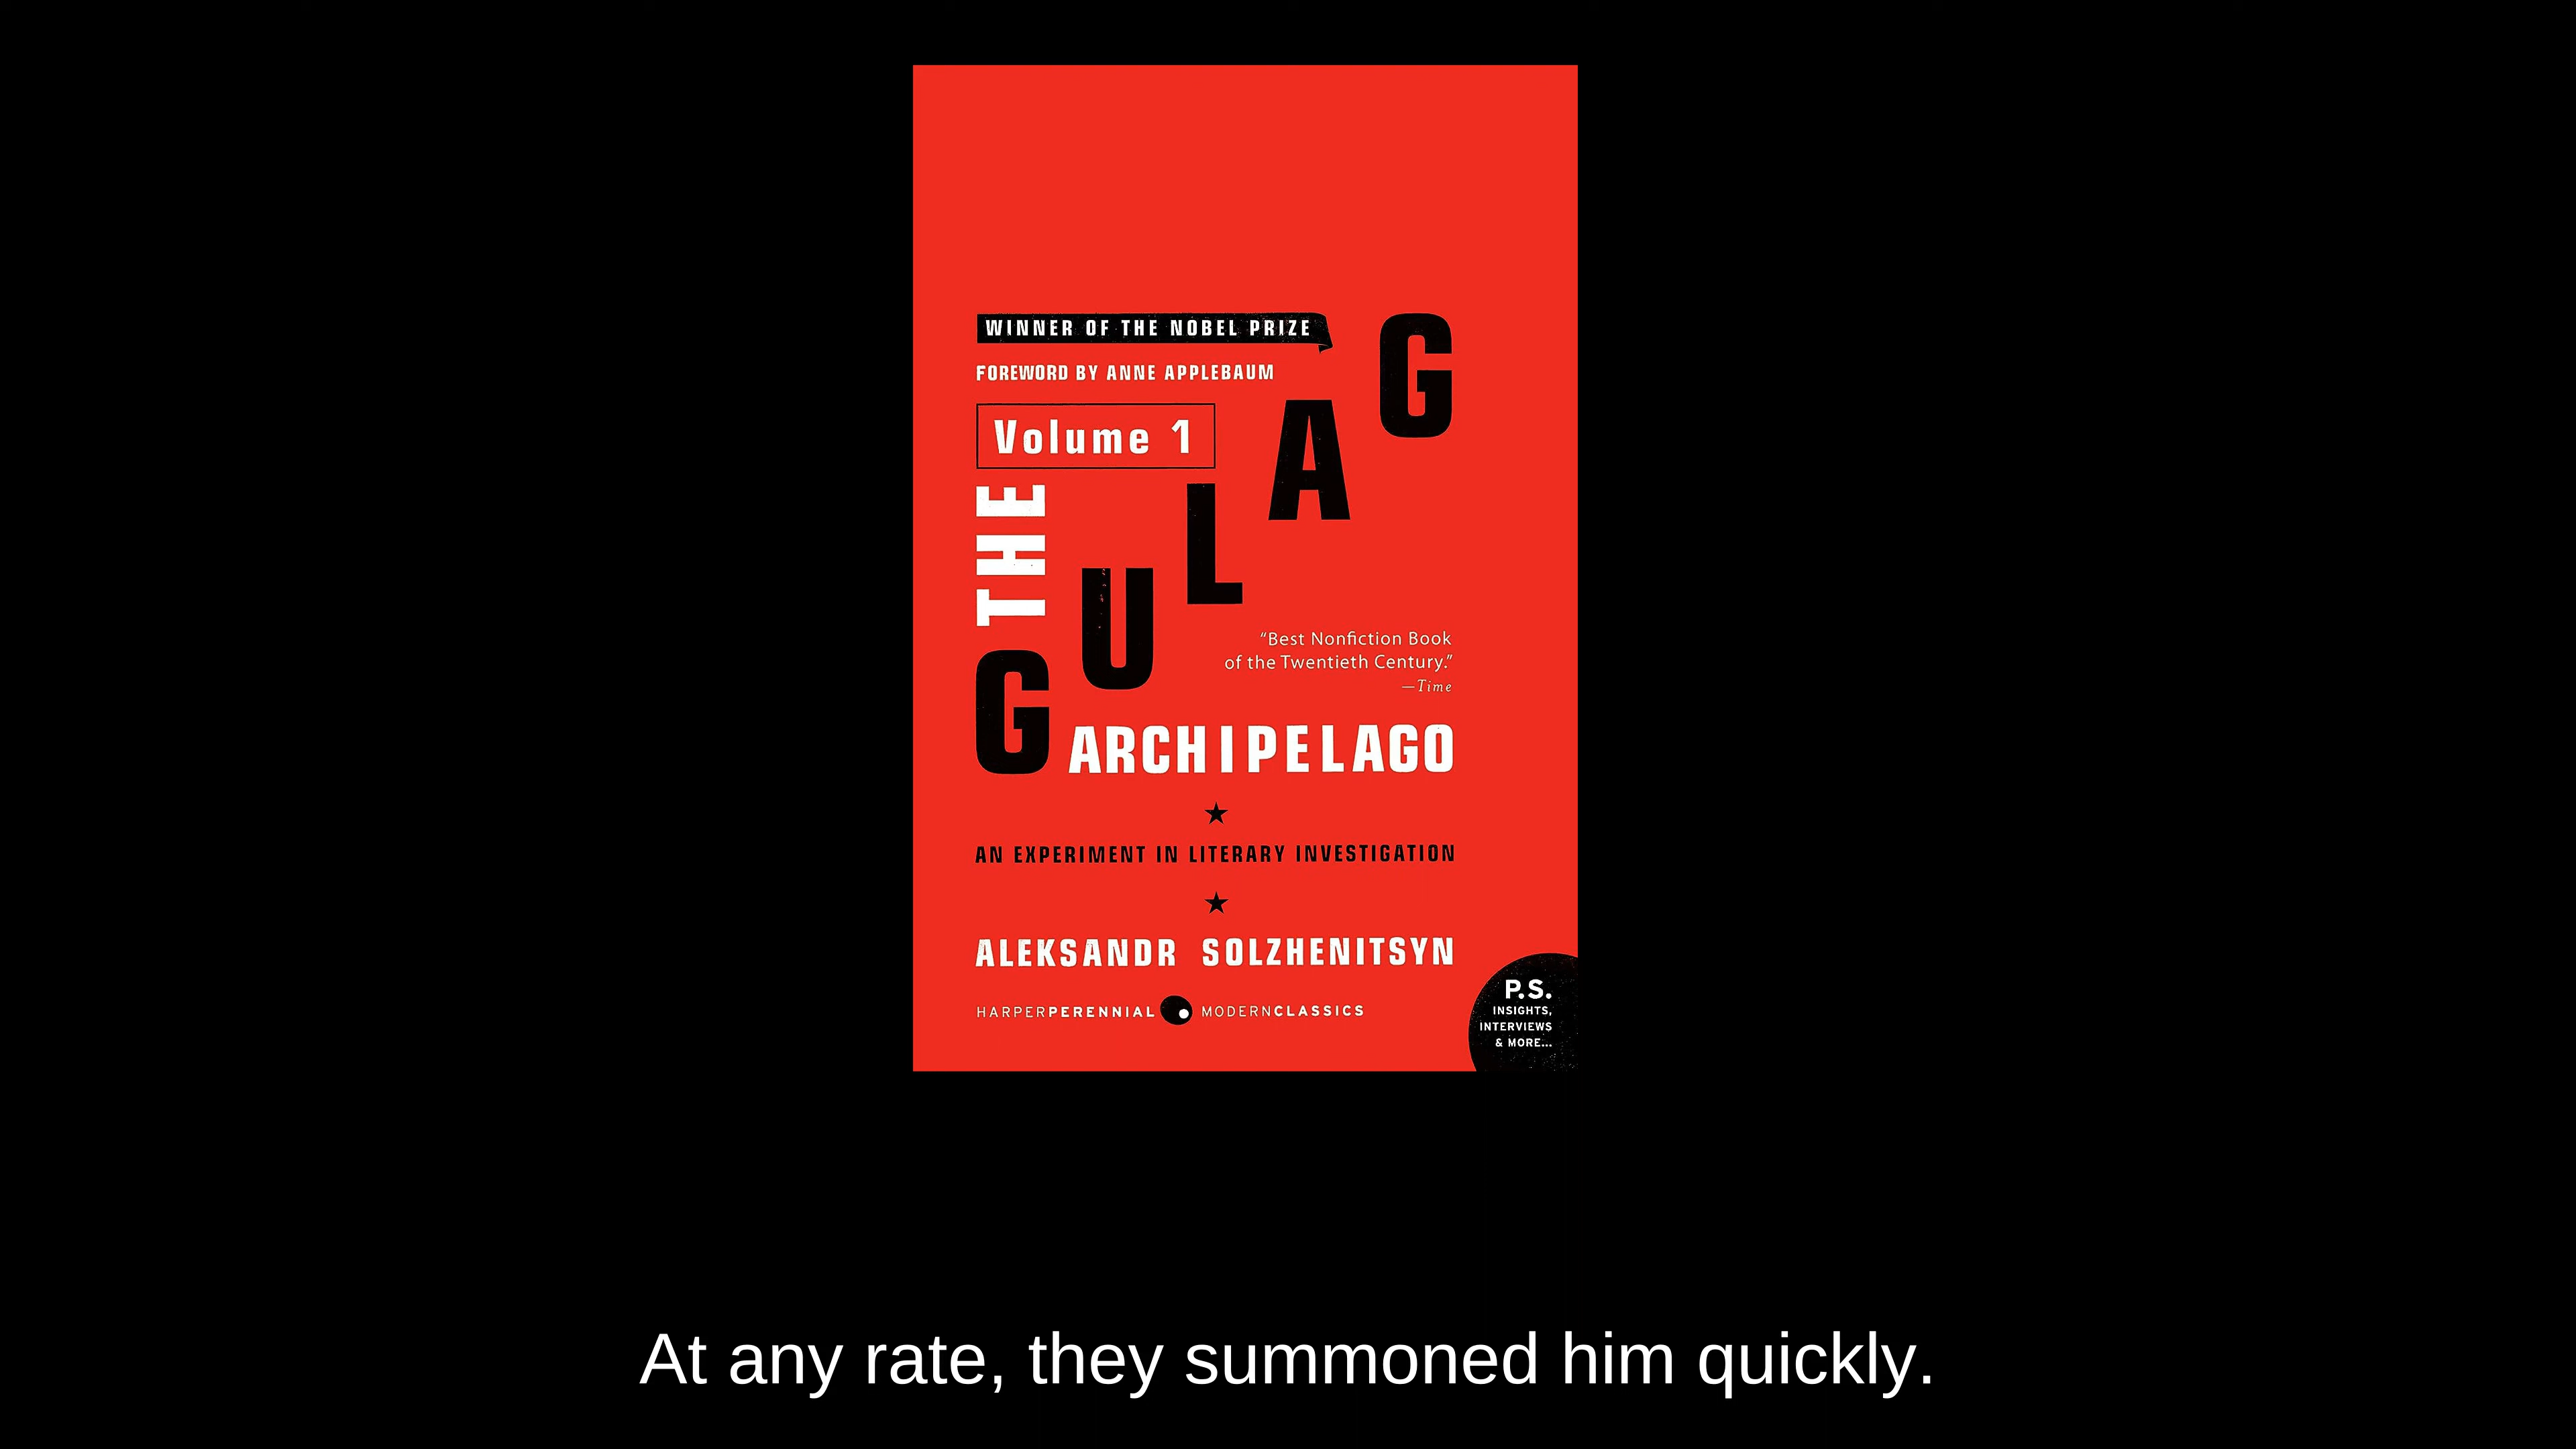 WINNER OF THE NOBEL PRIZE
FOREWORD BY ANNE APPLEBAUM
Volume 1
THE
GULAG
"Best Nonfiction Book
of the Twentieth Century."
—Time
ARCHIPELAGO
AN EXPERIMENT IN LITERARY INVESTIGATION
ALEKSANDR SOLZHENITSYN
HARPERPERENNIAL MODERNCLASSICS
P.S.
INSIGHTS,
INTERVIEWS
& MORE...
At any rate, they summoned him quickly.